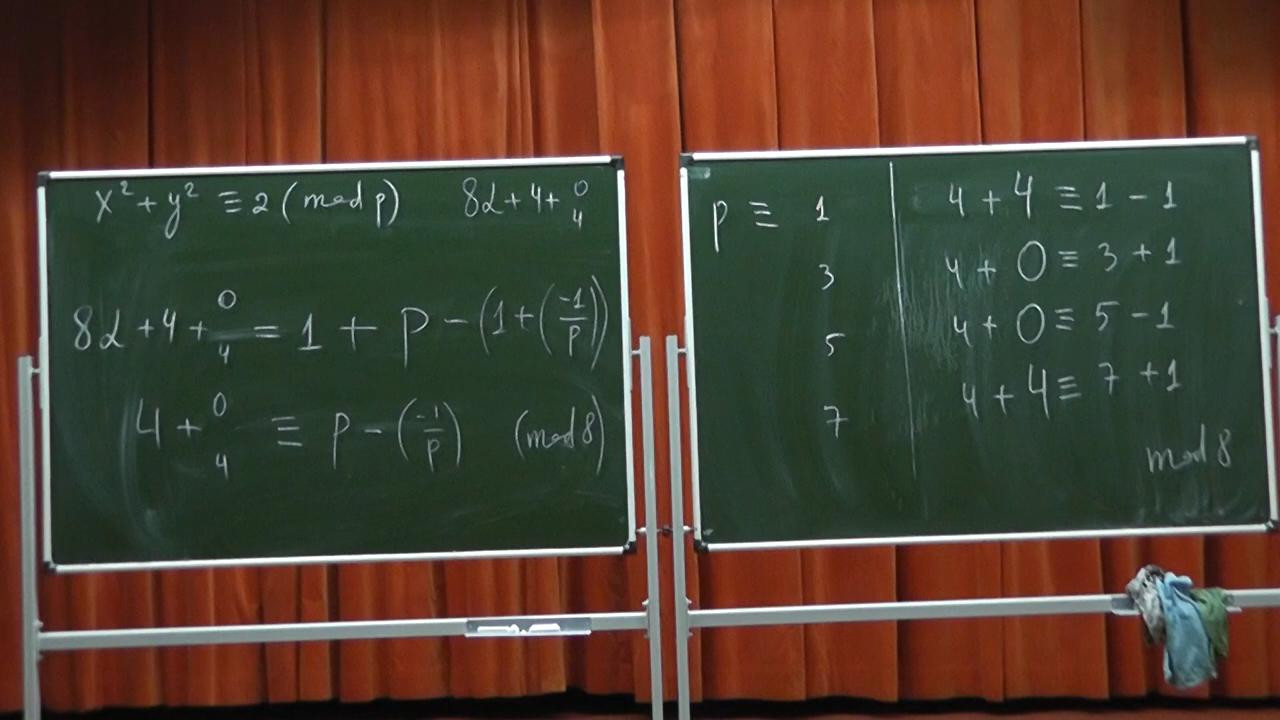 x² + y² ≡ 2 (mod p) 8α + 4 + 0 4
8α + 4 + 0 4 = 1 + p - (1 + (-1/p))
4 + 0 4 ≡ p - (-1/p) (mod 8)
p ≡ 1 4 + 4 ≡ 1 - 1
3 4 + 0 ≡ 3 + 1
5 4 + 0 ≡ 5 - 1
7 4 + 4 ≡ 7 + 1
mod 8